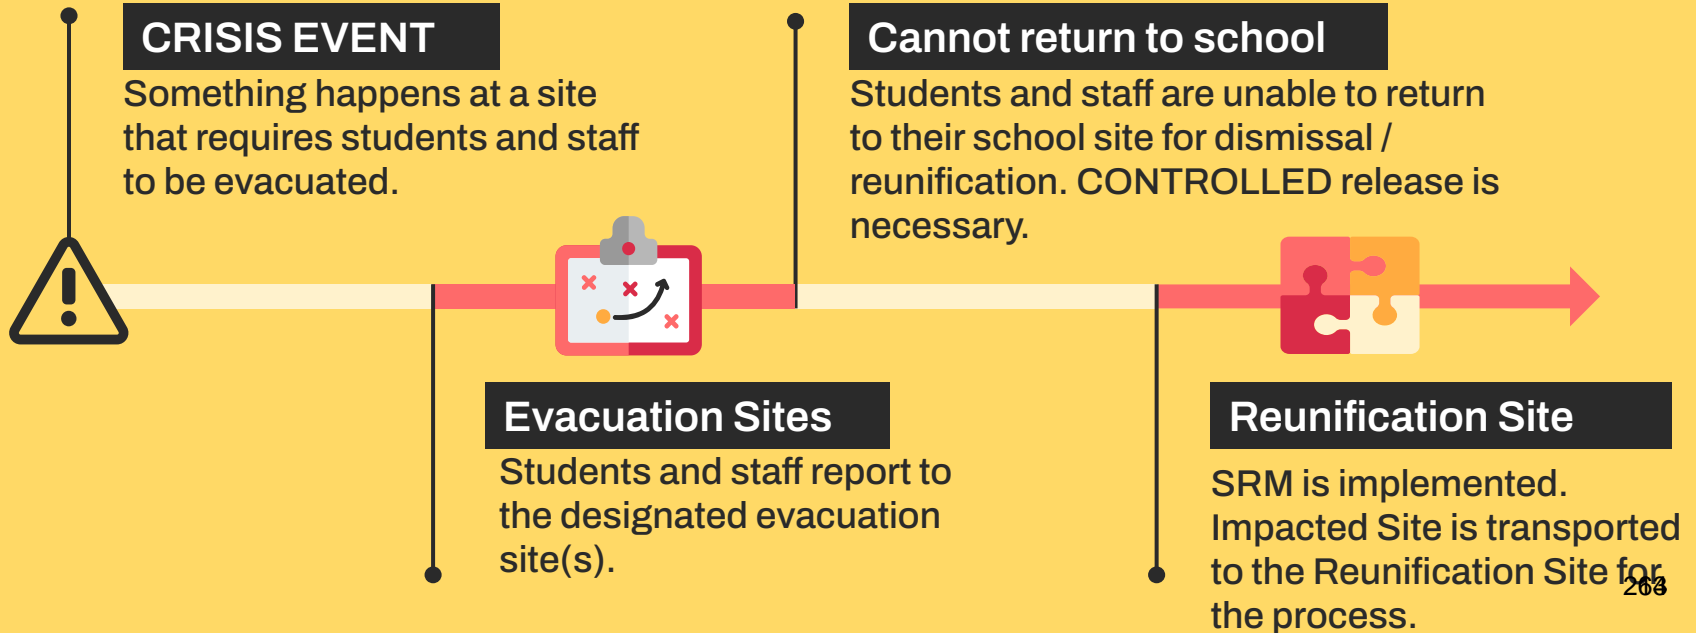 CRISIS EVENT
Something happens at a site
that requires students and staff
to be evacuated.
Cannot return to school
Students and staff are unable to return
to their school site for dismissal /
reunification. CONTROLLED release is
necessary.
Evacuation Sites
Students and staff report to
the designated evacuation
site(s).
Reunification Site
SRM is implemented.
Impacted Site is transported
to the Reunification Site for
the process.